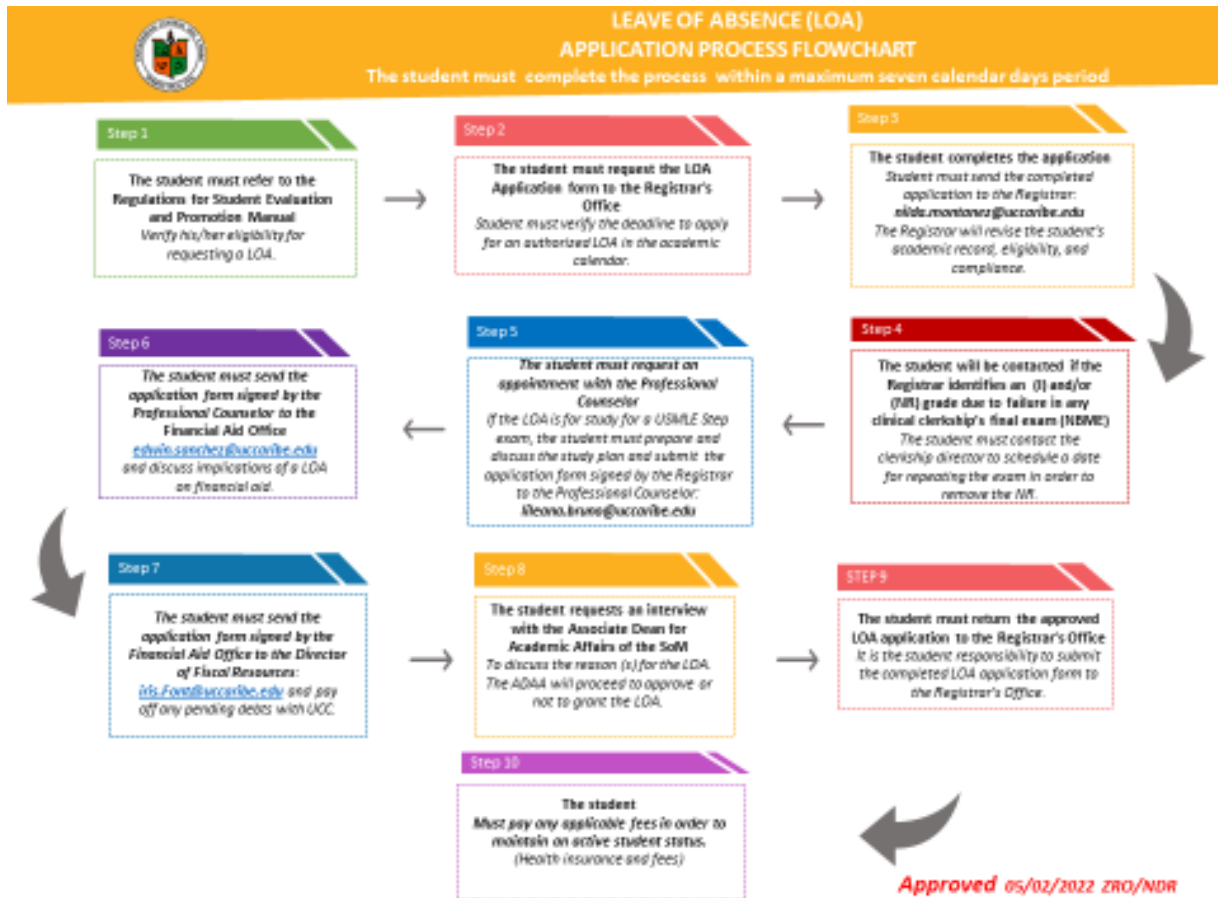 LEAVE OF ABSENCE (LOA)
APPLICATION PROCESS FLOWCHART
The student must complete the process within a maximum seven calendar days period
Step 1
The student must refer to the
Regulations for Student Evaluation
and Promotion Manual
Verify his/her eligibility for
requesting a LOA.
Step 2
The student must request the LOA
Application form to the Registrar's
Office
Student must verify the deadline to apply
for an authorized LOA in the academic
calendar.
Step 3
The student completes the application
Student must send the completed
application to the Registrar:
nilda.montanez@uccaribe.edu
The Registrar will revise the student's
academic record, eligibility, and
compliance.
Step 4
The student will be contacted if the
Registrar identifies an (I) and/or
(NR) grade due to failure in any
clinical clerkship's final exam (NBME)
The student must contact the
clerkship director to schedule a date
for repeating the exam in order to
remove the NR.
Step 5
The student must request an
appointment with the Professional
Counselor
If the LOA is for study for a USMLE Step
exam, the student must prepare and
discuss the study plan and submit the
application form signed by the Registrar
to the Professional Counselor:
lileana.bruno@uccaribe.edu
Step 6
The student must send the
application form signed by the
Professional Counselor to the
Financial Aid Office
edwin.sanchez@uccaribe.edu
and discuss implications of a LOA
on financial aid.
Step 7
The student must send the
application form signed by the
Financial Aid Office to the Director
of Fiscal Resources:
iris.Font@uccaribe.edu and pay
off any pending debts with UCC.
Step 8
The student requests an interview
with the Associate Dean for
Academic Affairs of the SoM
To discuss the reason (s) for the LOA.
The ADAA will proceed to approve or
not to grant the LOA.
STEP 9
The student must return the approved
LOA application to the Registrar's Office
It is the student responsibility to submit
the completed LOA application form to
the Registrar's Office.
Step 10
The student
Must pay any applicable fees in order to
maintain an active student status.
(Health insurance and fees)
Approved 05/02/2022 ZRO/NDR